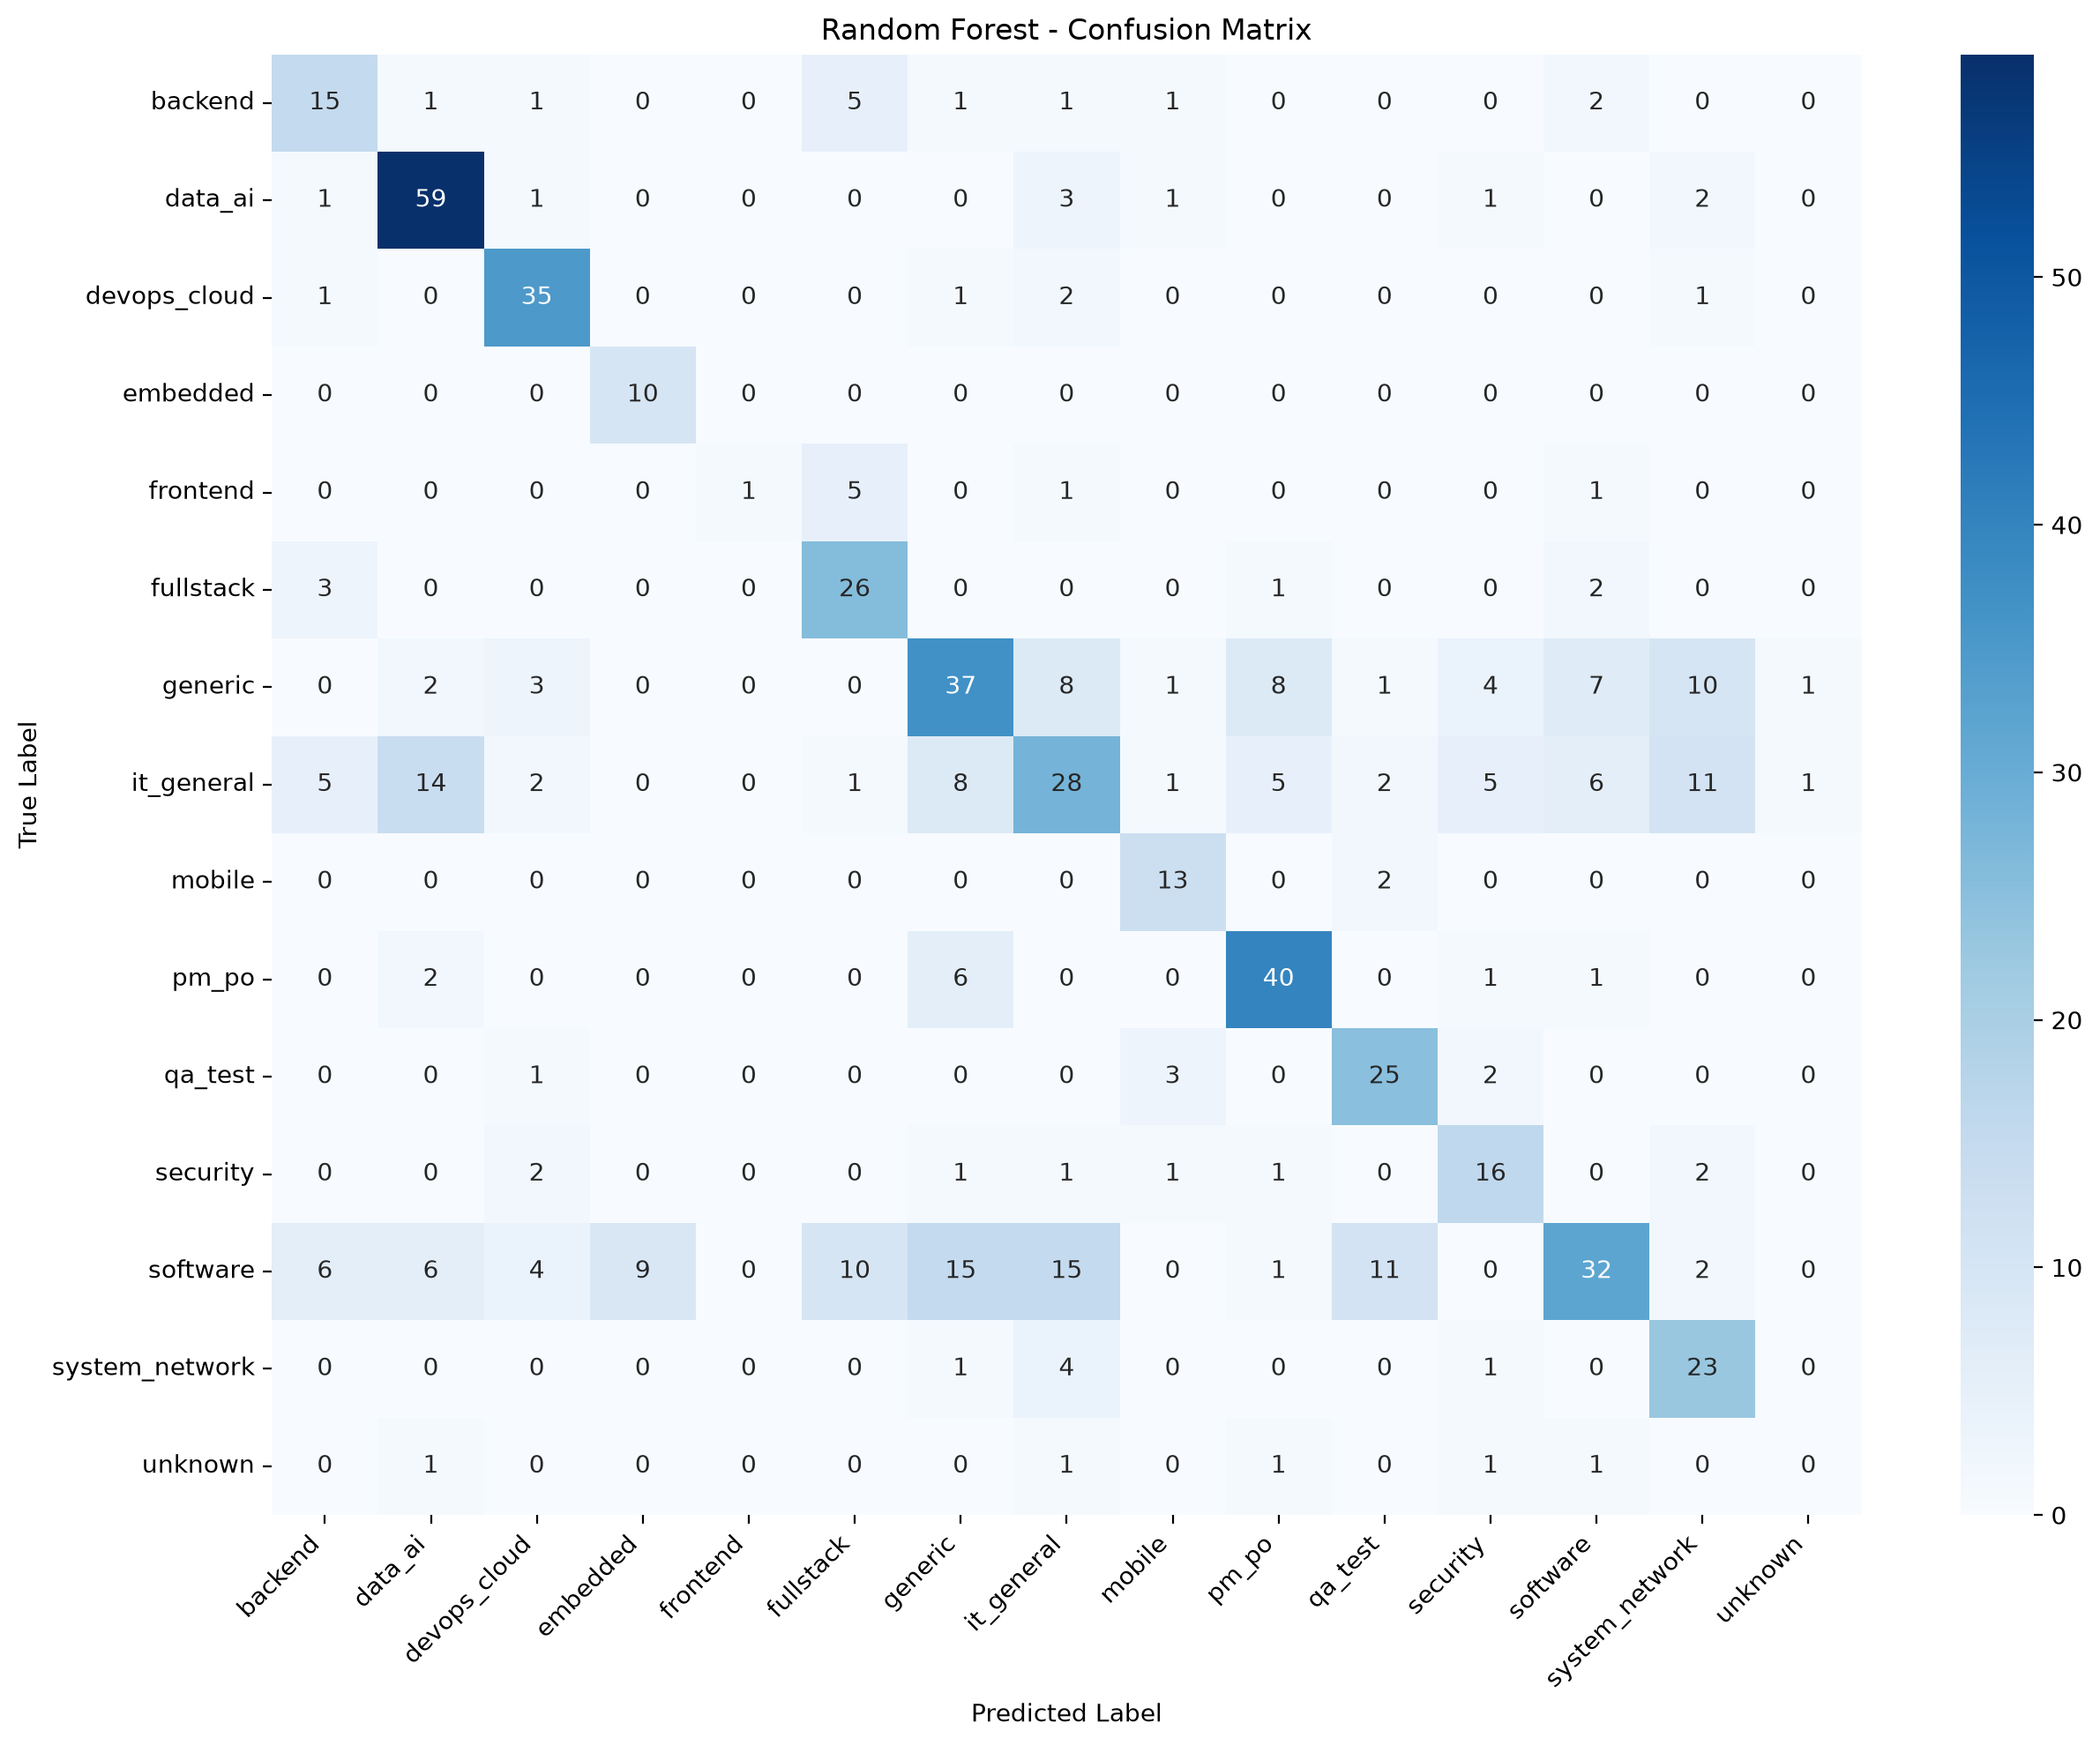 Random Forest - Confusion Matrix
backend 15 1 1 0 0 5 1 1 1 0 0 0 2 0 0
data_ai 1 59 1 0 0 0 0 3 1 0 0 1 0 2 0
devops_cloud 1 0 35 0 0 0 1 2 0 0 0 0 0 1 0
embedded 0 0 0 10 0 0 0 0 0 0 0 0 0 0 0
frontend 0 0 0 0 1 5 0 1 0 0 0 0 1 0 0
fullstack 3 0 0 0 0 26 0 0 0 1 0 0 2 0 0
generic 0 2 3 0 0 0 37 8 1 8 1 4 7 10 1
it_general 5 14 2 0 0 1 8 28 1 5 2 5 6 11 1
mobile 0 0 0 0 0 0 0 0 13 0 2 0 0 0 0
pm_po 0 2 0 0 0 0 6 0 0 40 0 1 1 0 0
qa_test 0 0 1 0 0 0 0 0 3 0 25 2 0 0 0
security 0 0 2 0 0 0 1 1 1 1 0 16 0 2 0
software 6 6 4 9 0 10 15 15 0 1 11 0 32 2 0
system_network 0 0 0 0 0 0 1 4 0 0 0 1 0 23 0
unknown 0 1 0 0 0 0 0 1 0 1 0 1 1 0 0
backend data_ai devops_cloud embedded frontend fullstack generic it_general mobile pm_po qa_test security software system_network unknown
Predicted Label
True Label
50
40
30
20
10
0